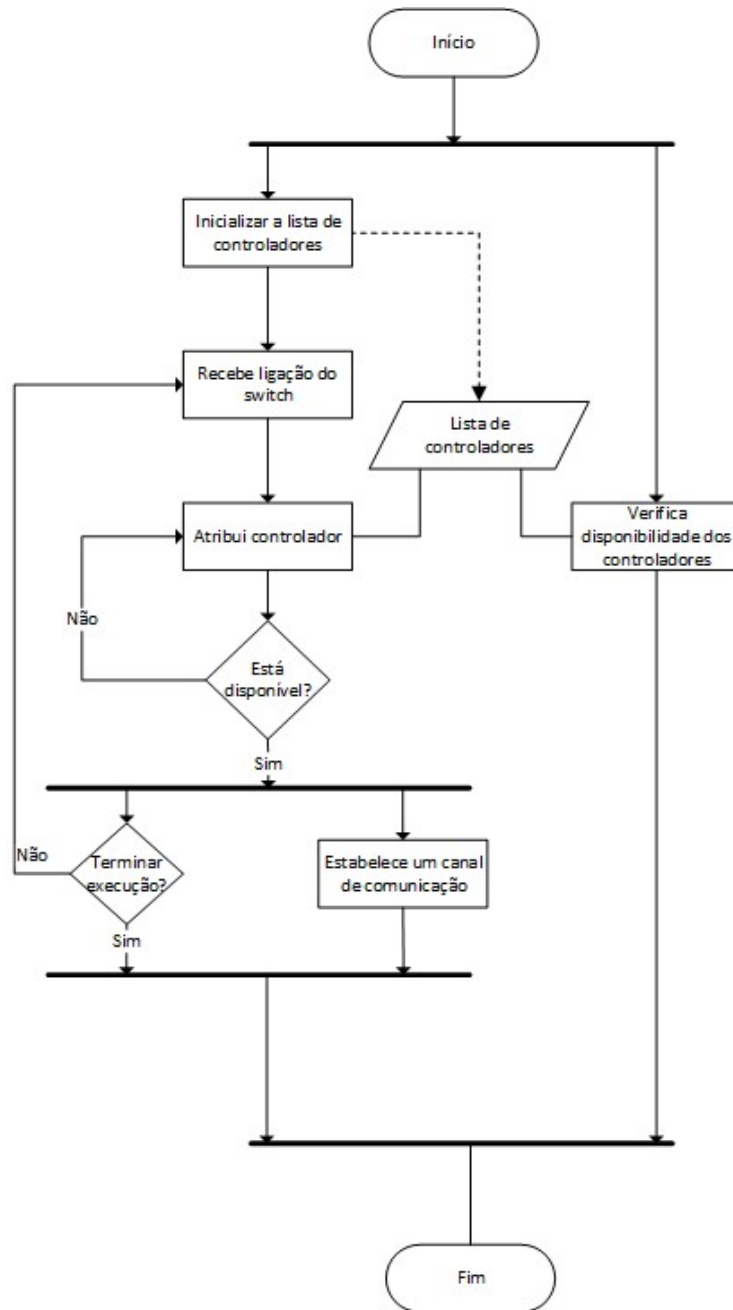 Início
Inicializar a lista de
controladores
Recebe ligação do
switch
Lista de
controladores
Atribui controlador
Verifica
disponibilidade dos
controladores
Não
Está
disponível?
Sim
Não
Terminar
execução?
Estabelece um canal
de comunicação
Sim
Fim